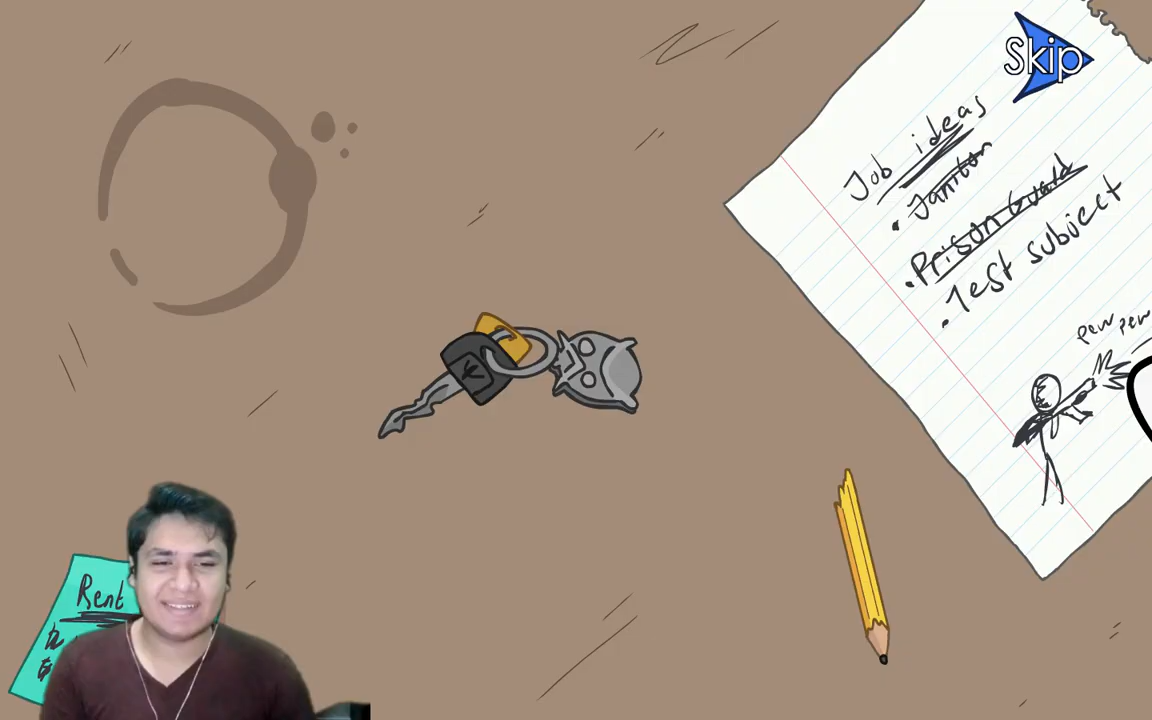 Skip
Job ideas
• Janitor
• Prison Guard
• Test subject
pew pew
Rent